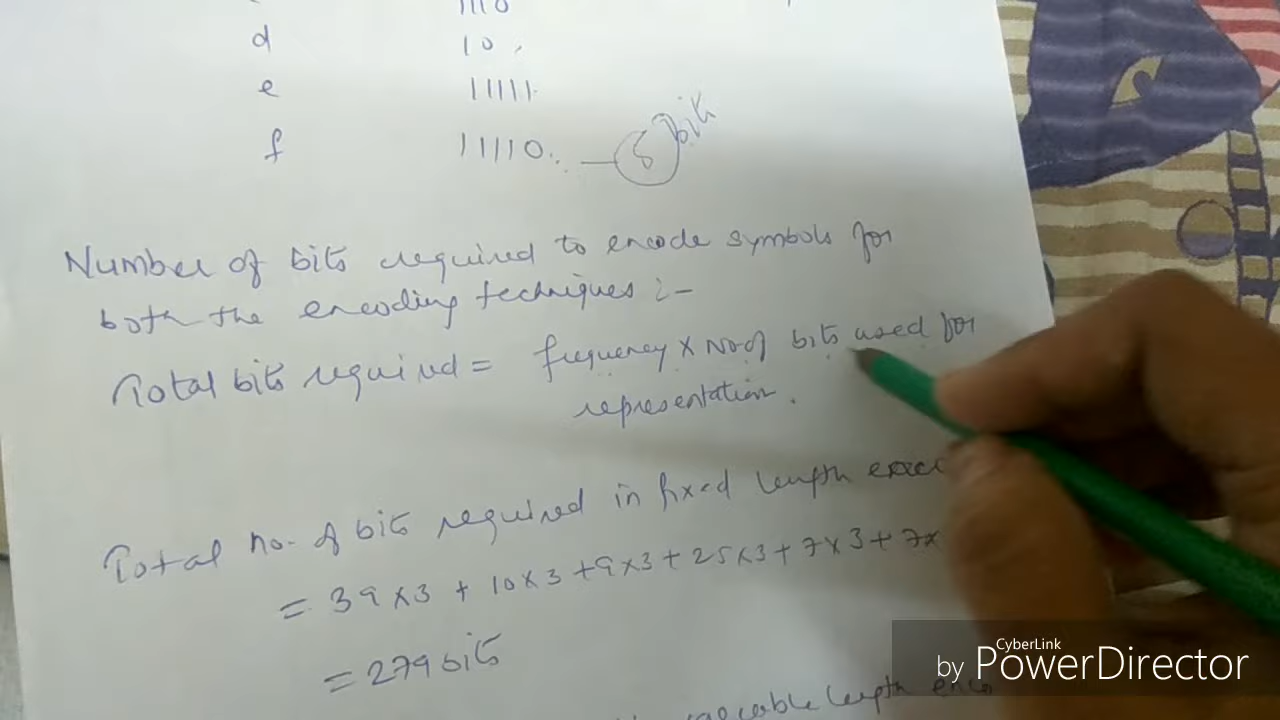 1110
d 10
e 11111
f 11110 — 8 Bits
Number of bits required to encode symbols for
both the encoding techniques :-
Total bits required = frequency x No of bits used for
representation.
Total no. of bits required in fixed length
= 39x3 + 10x3 + 9x3 + 25x3 + 7x3 + 7x
= 279 bits
length
CyberLink
by PowerDirector